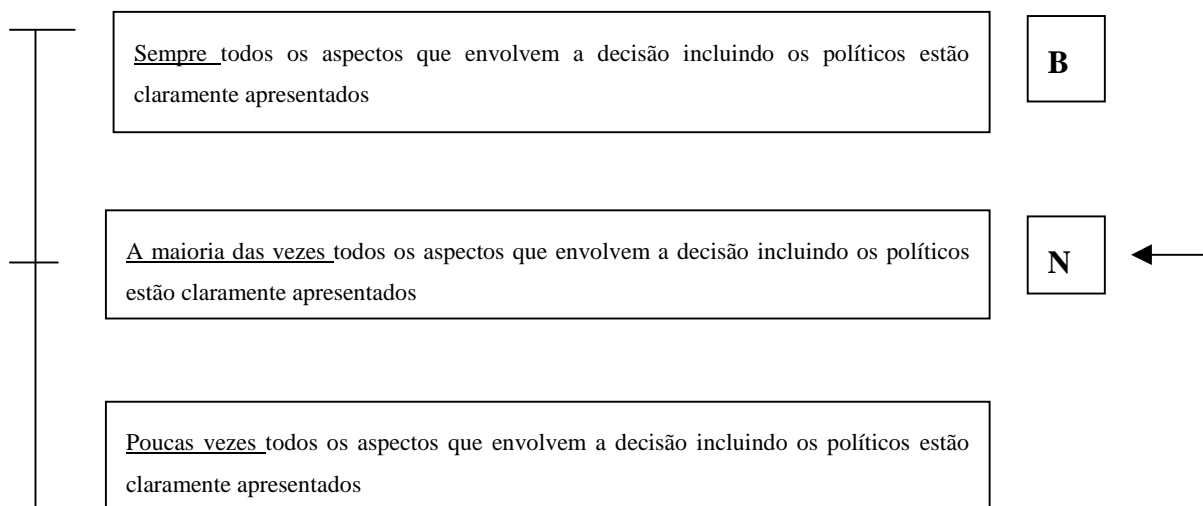 Sempre todos os aspectos que envolvem a decisão incluindo os políticos estão
claramente apresentados
B
A maioria das vezes todos os aspectos que envolvem a decisão incluindo os políticos
estão claramente apresentados
N
Poucas vezes todos os aspectos que envolvem a decisão incluindo os políticos estão
claramente apresentados